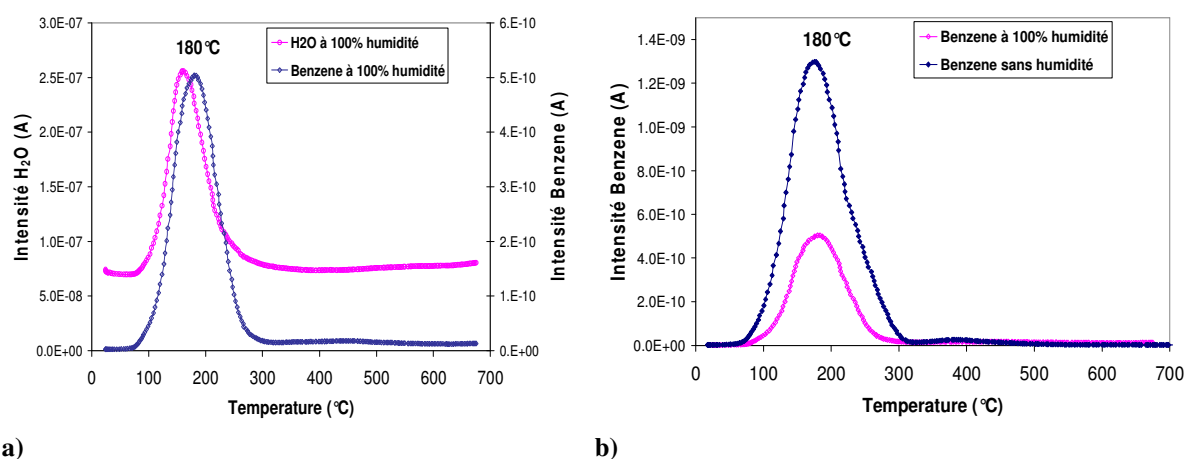 3.0E-07
2.5E-07
2.0E-07
1.5E-07
1.0E-07
5.0E-08
0.0E+00
Intensité H2O (A)
180°C
H2O à 100% humidité
Benzene à 100% humidité
6.E-10
5.E-10
4.E-10
3.E-10
2.E-10
1.E-10
0.E+00
Intensité Benzene (A)
0 100 200 300 400 500 600 700
Temperature (°C)
a)
1.4E-09
1.2E-09
1.0E-09
8.0E-10
6.0E-10
4.0E-10
2.0E-10
0.0E+00
Intensité Benzene (A)
180°C
Benzene à 100% humidité
Benzene sans humidité
0 100 200 300 400 500 600 700
Temperature (°C)
b)